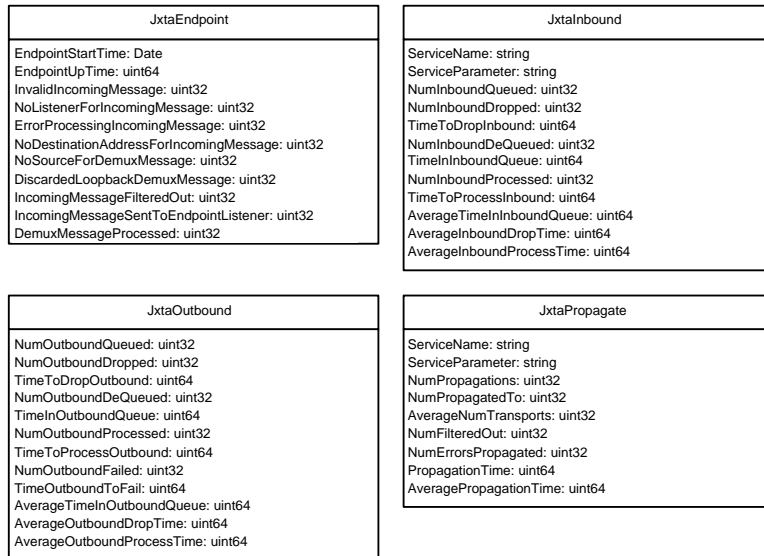 JxtaEndpoint
EndpointStartTime: Date
EndpointUpTime: uint64
InvalidIncomingMessage: uint32
NoListenerForIncomingMessage: uint32
ErrorProcessingIncomingMessage: uint32
NoDestinationAddressForIncomingMessage: uint32
NoSourceForDemuxMessage: uint32
DiscardedLoopbackDemuxMessage: uint32
IncomingMessageFilteredOut: uint32
IncomingMessageSentToEndpointListener: uint32
DemuxMessageProcessed: uint32
JxtaInbound
ServiceName: string
ServiceParameter: string
NumInboundQueued: uint32
NumInboundDropped: uint32
TimeToDropInbound: uint64
NumInboundDeQueued: uint32
TimeInInboundQueue: uint64
NumInboundProcessed: uint32
TimeToProcessInbound: uint64
AverageTimeInInboundQueue: uint64
AverageInboundDropTime: uint64
AverageInboundProcessTime: uint64
JxtaOutbound
NumOutboundQueued: uint32
NumOutboundDropped: uint32
TimeToDropOutbound: uint64
NumOutboundDeQueued: uint32
TimeInOutboundQueue: uint64
NumOutboundProcessed: uint32
TimeToProcessOutbound: uint64
NumOutboundFailed: uint32
TimeOutboundToFail: uint64
AverageTimeInOutboundQueue: uint64
AverageOutboundDropTime: uint64
AverageOutboundProcessTime: uint64
JxtaPropagate
ServiceName: string
ServiceParameter: string
NumPropagations: uint32
NumPropagatedTo: uint32
AverageNumTransports: uint32
NumFilteredOut: uint32
NumErrorsPropagated: uint32
PropagationTime: uint64
AveragePropagationTime: uint64